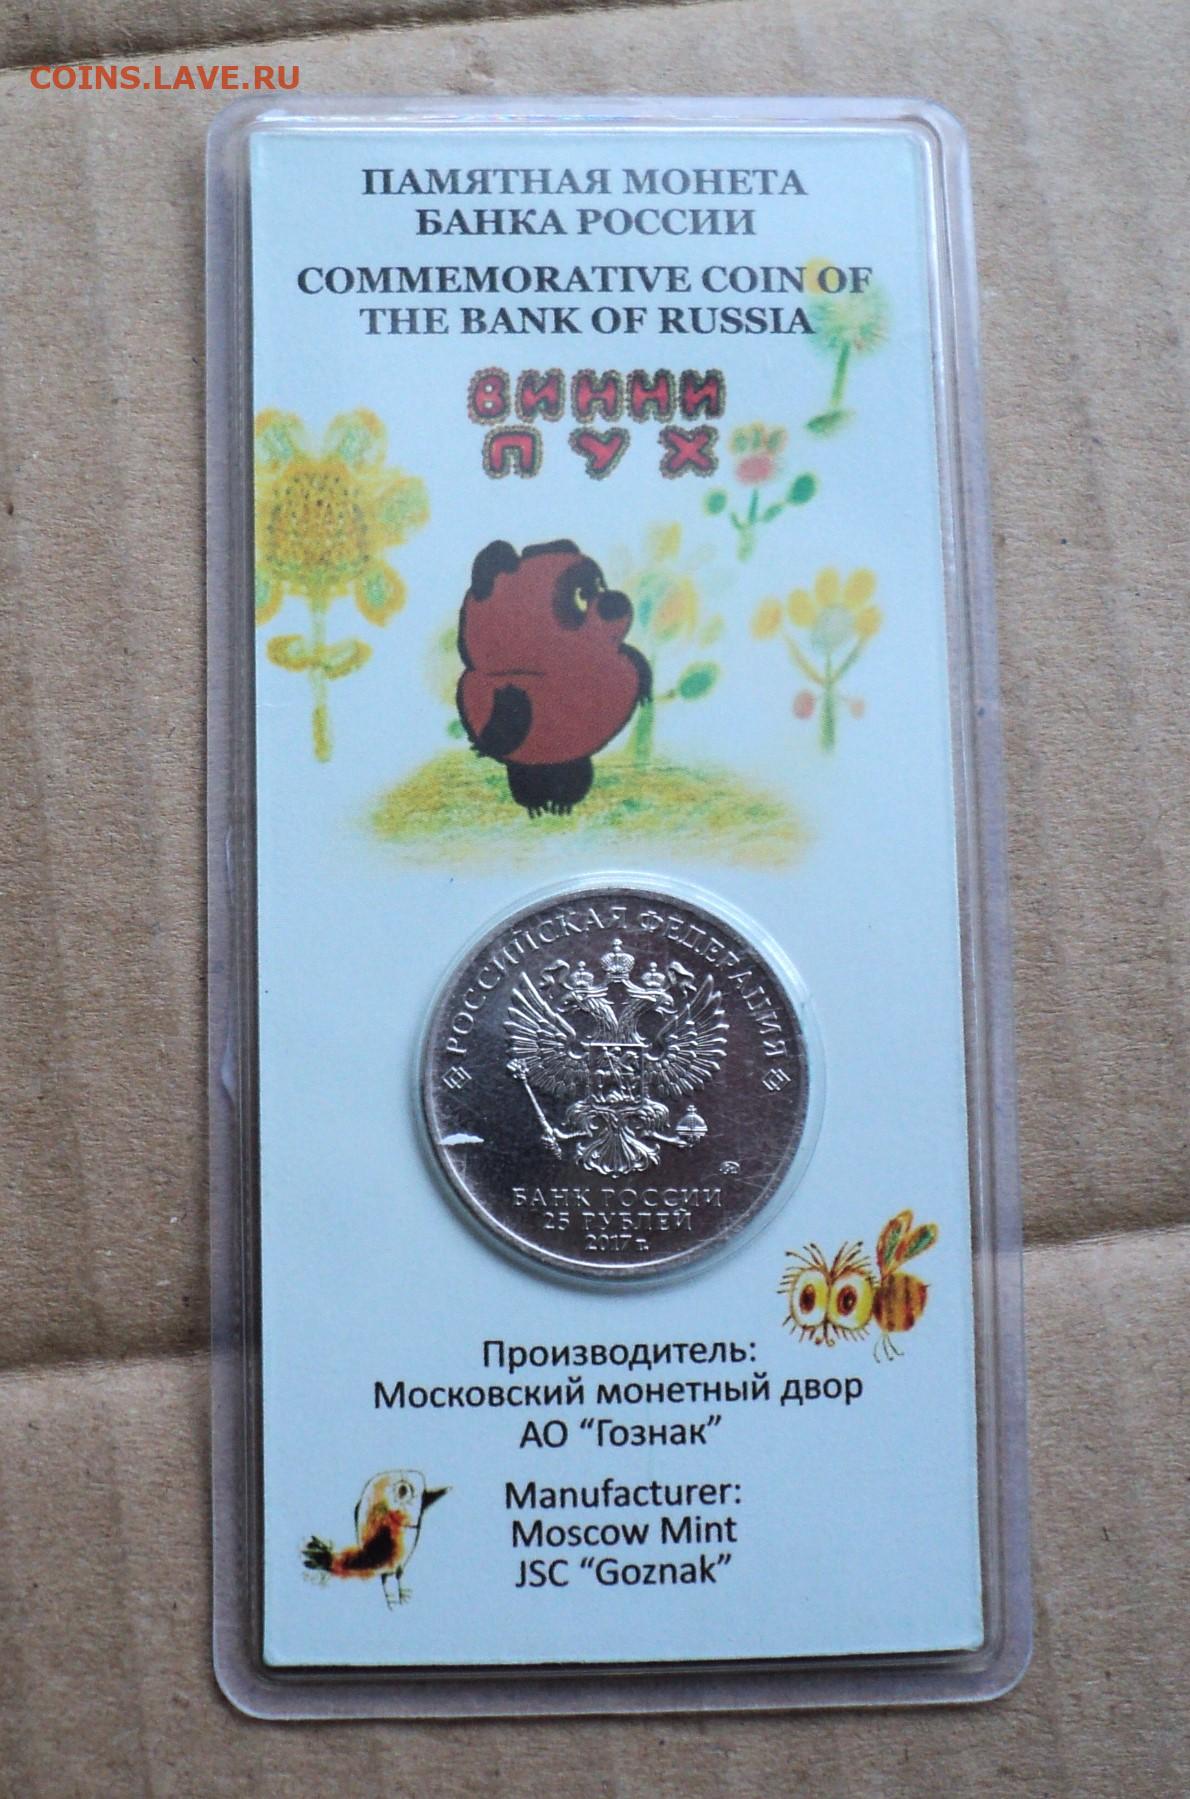 COINS.LAVE.RU
ПАМЯТНАЯ МОНЕТА
БАНКА РОССИИ
COMMEMORATIVE COIN OF
THE BANK OF RUSSIA
ВИННИ
ПУХ
РОССИЙСКАЯ ФЕДЕРАЦИЯ
БАНК РОССИИ
25 РУБЛЕЙ
2017 г.
Производитель:
Московский монетный двор
АО “Гознак”
Manufacturer:
Moscow Mint
JSC “Goznak”